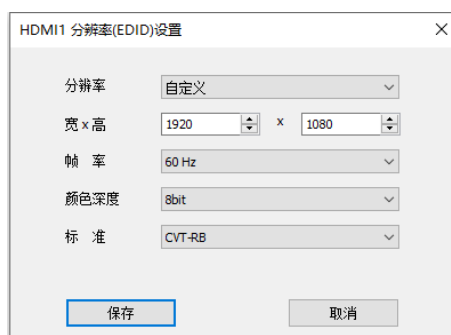 HDMI1 分辨率(EDID)设置
分辨率 自定义
宽 x 高 1920 x 1080
帧 率 60 Hz
颜色深度 8bit
标 准 CVT-RB
保存 取消